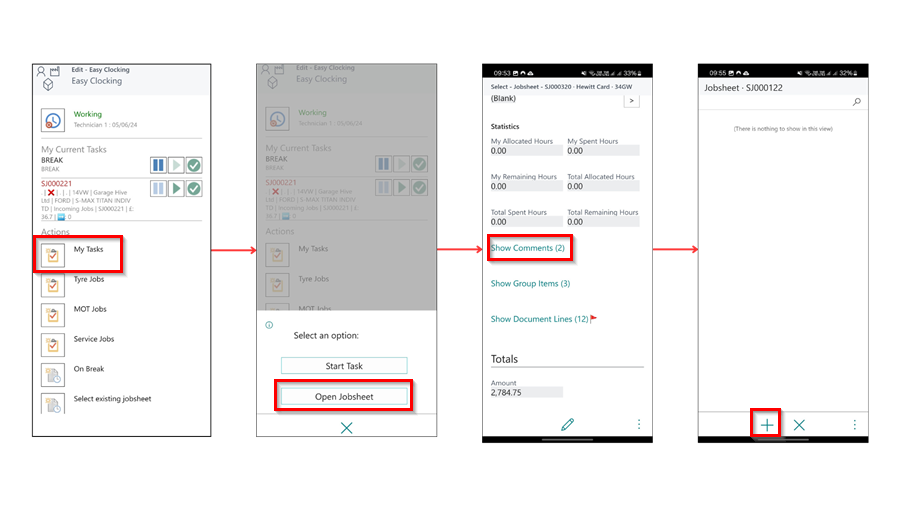 Edit - Easy Clocking
Easy Clocking
Working
Technician 1 : 05/06/24
My Current Tasks
BREAK
BREAK
SJ000221
. | ❌ | . . | 14VW | Garage Hive
Ltd | FORD | S-MAX TITAN INDIV
TD | Incoming Jobs | SJ000221 | £:
36.7 | : 0
Actions
My Tasks
Tyre Jobs
MOT Jobs
Service Jobs
On Break
Select existing jobsheet
Edit - Easy Clocking
Easy Clocking
Working
Technician 1 : 05/06/24
My Current Tasks
BREAK
BREAK
SJ000221
. | ❌ | . . | 14VW | Garage Hive
Ltd | FORD | S-MAX TITAN INDIV
TD | Incoming Jobs | SJ000221 | £:
36.7 | : 0
Actions
My Tasks
Tyre Jobs
MOT Jobs
Select an option:
Start Task
Open Jobsheet
09:53 33%
Select - Jobsheet - SJ000320 · Hewitt Card · 34GW
(Blank) >
Statistics
My Allocated Hours My Spent Hours
0.00 0.00
My Remaining Hours Total Allocated Hours
0.00 0.00
Total Spent Hours Total Remaining Hours
0.00 0.00
Show Comments (2)
Show Group Items (3)
Show Document Lines (12)
Totals
Amount
2,784.75
09:55 32%
Jobsheet · SJ000122
(There is nothing to show in this view)